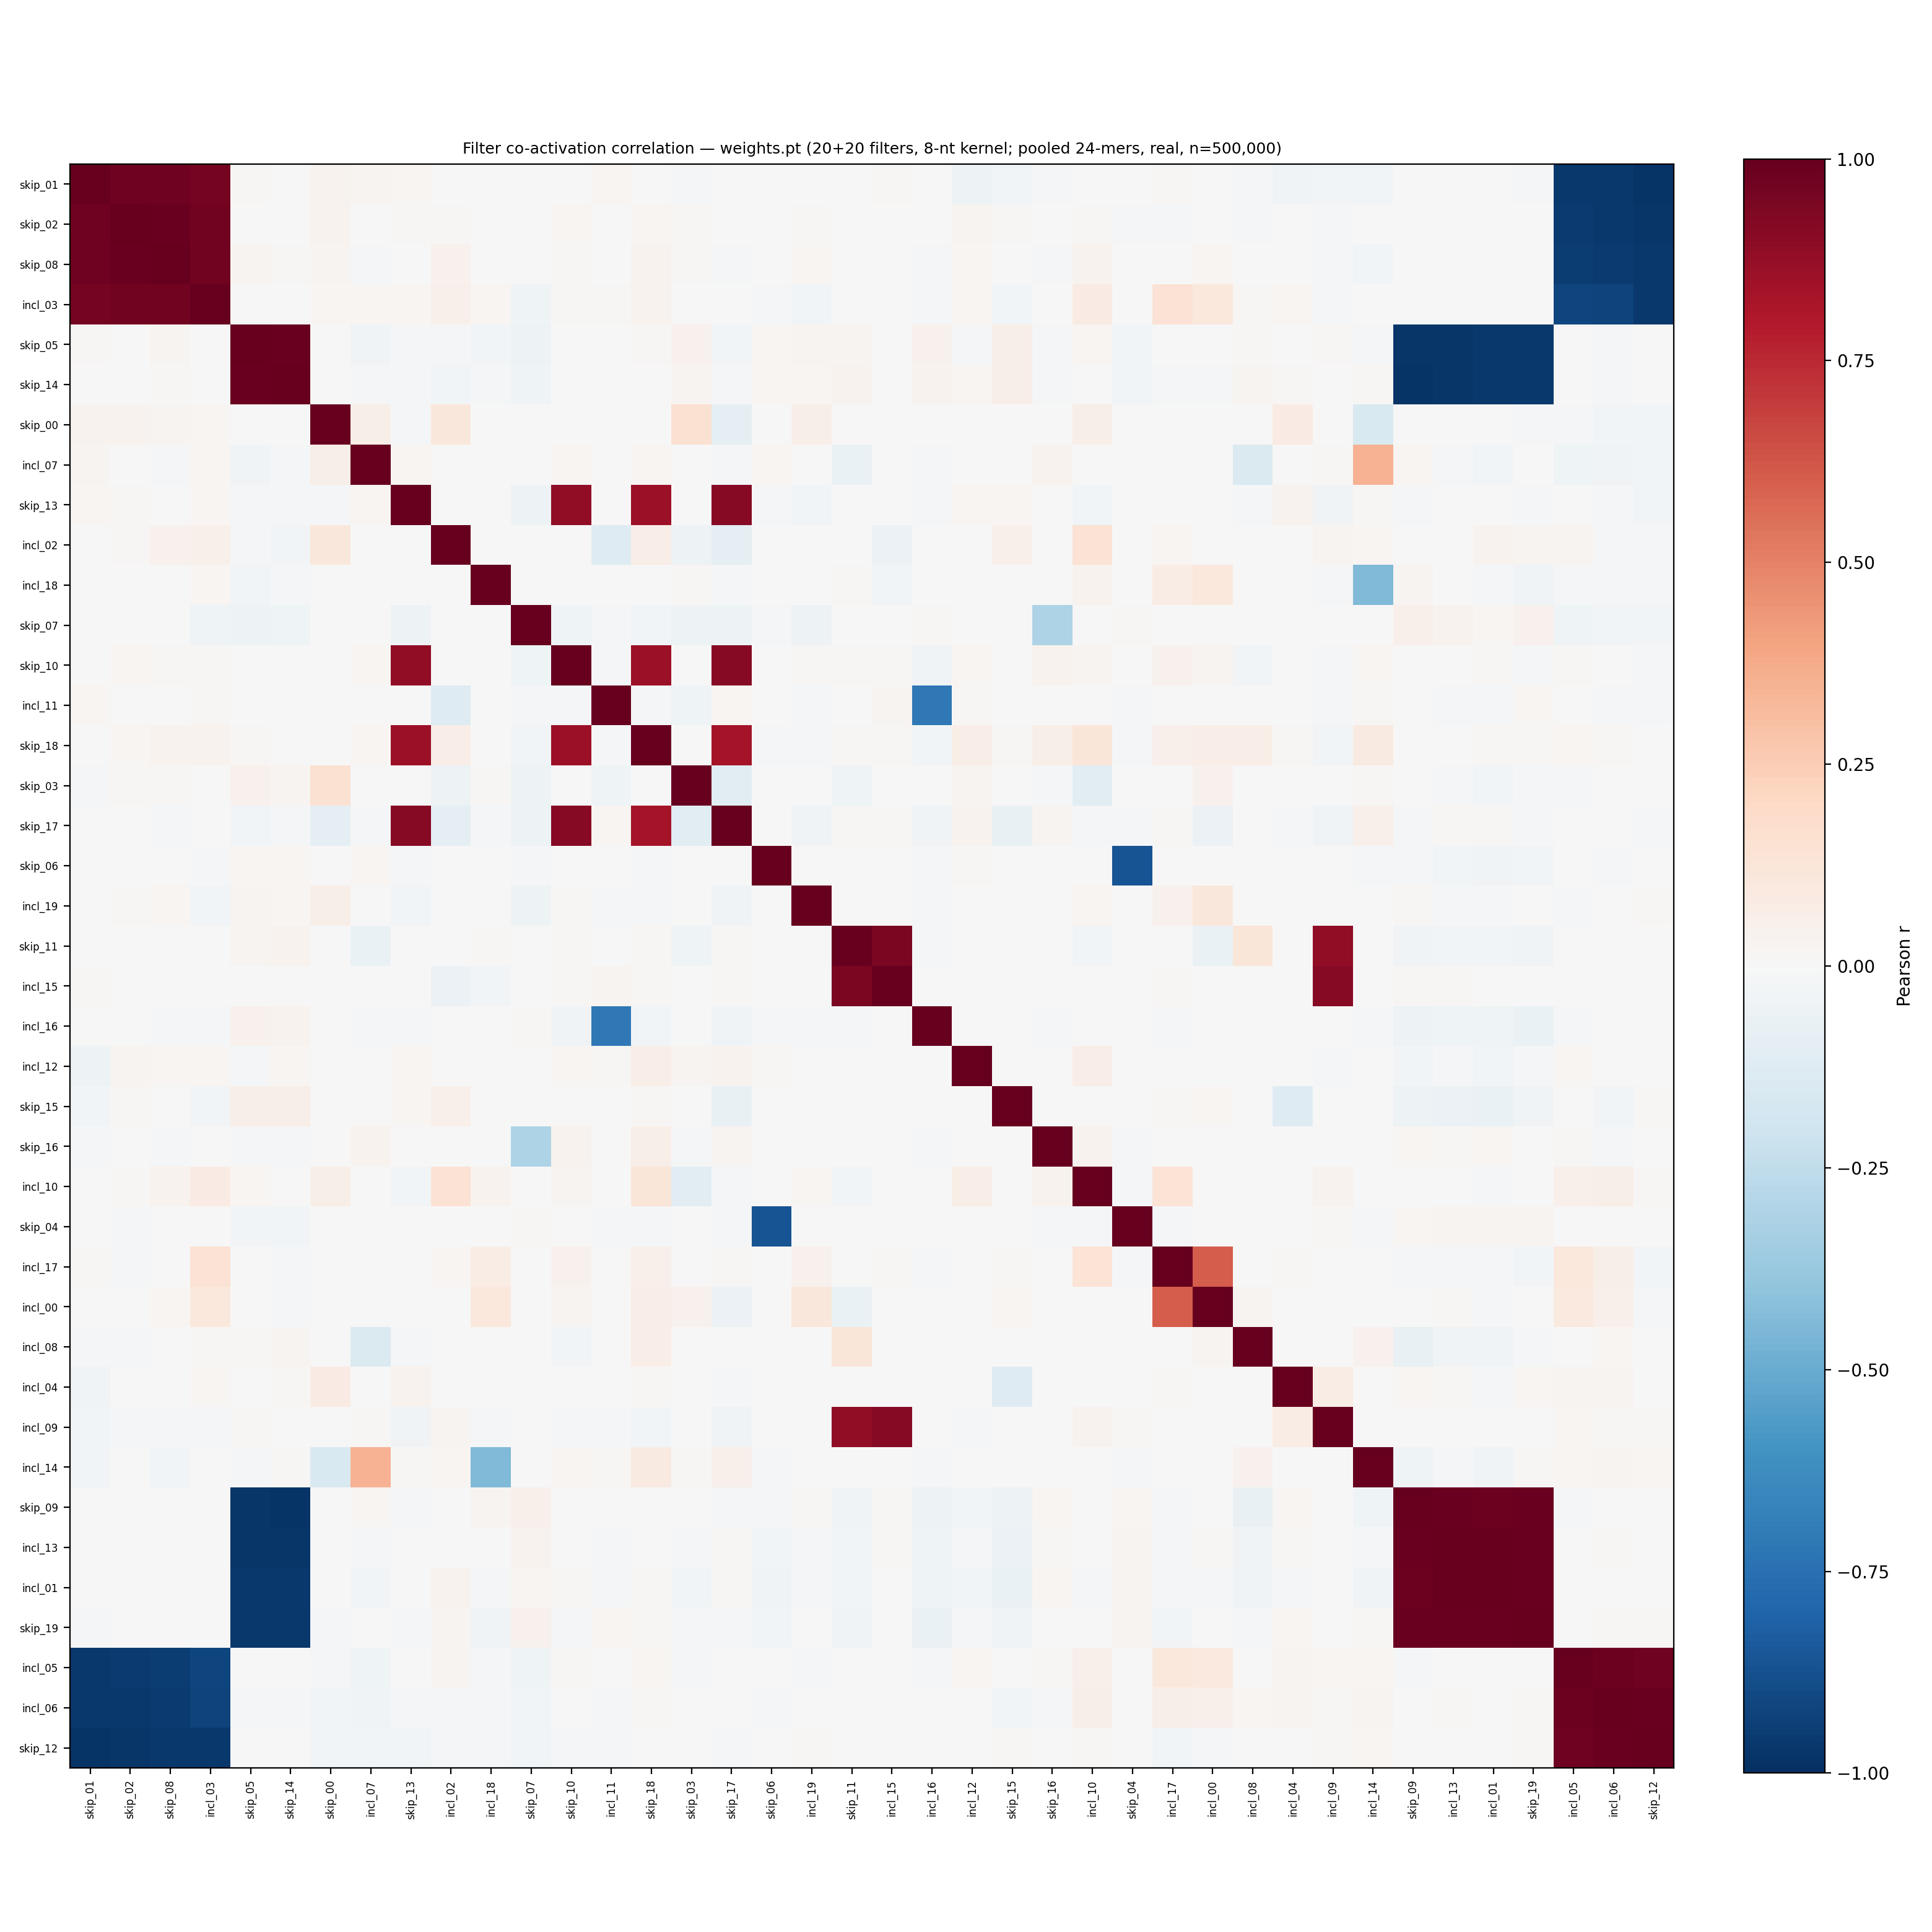 Filter co-activation correlation — weights.pt (20+20 filters, 8-nt kernel; pooled 24-mers, real, n=500,000)
skip_01
skip_02
skip_08
incl_03
skip_05
skip_14
skip_00
incl_07
skip_13
incl_02
incl_18
skip_07
skip_10
incl_11
skip_18
skip_03
skip_17
skip_06
incl_19
skip_11
incl_15
incl_16
incl_12
skip_15
skip_16
incl_10
skip_04
incl_17
incl_00
incl_08
incl_04
incl_09
incl_14
skip_09
incl_13
incl_01
skip_19
incl_05
incl_06
skip_12
skip_01
skip_02
skip_08
incl_03
skip_05
skip_14
skip_00
incl_07
skip_13
incl_02
incl_18
skip_07
skip_10
incl_11
skip_18
skip_03
skip_17
skip_06
incl_19
skip_11
incl_15
incl_16
incl_12
skip_15
skip_16
incl_10
skip_04
incl_17
incl_00
incl_08
incl_04
incl_09
incl_14
skip_09
incl_13
incl_01
skip_19
incl_05
incl_06
skip_12
1.00
0.75
0.50
0.25
0.00
−0.25
−0.50
−0.75
−1.00
Pearson r